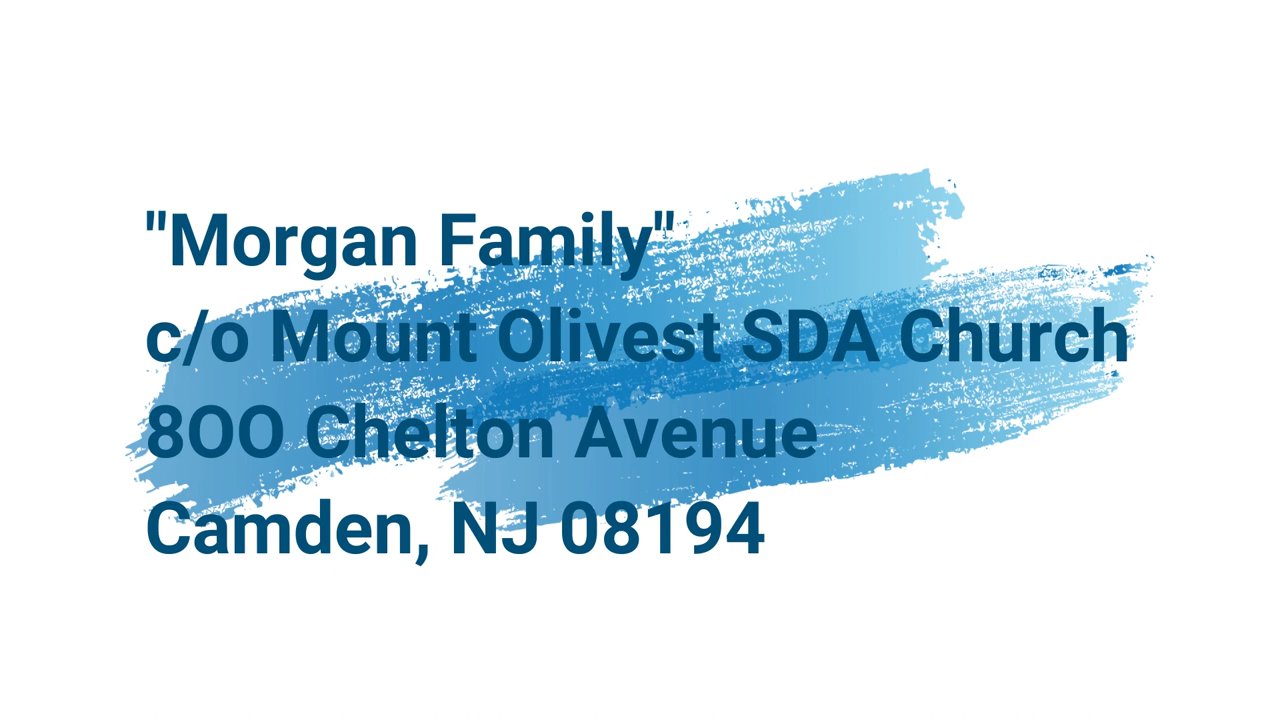 "Morgan Family"
c/o Mount Olivest SDA Church
8OO Chelton Avenue
Camden, NJ 08194